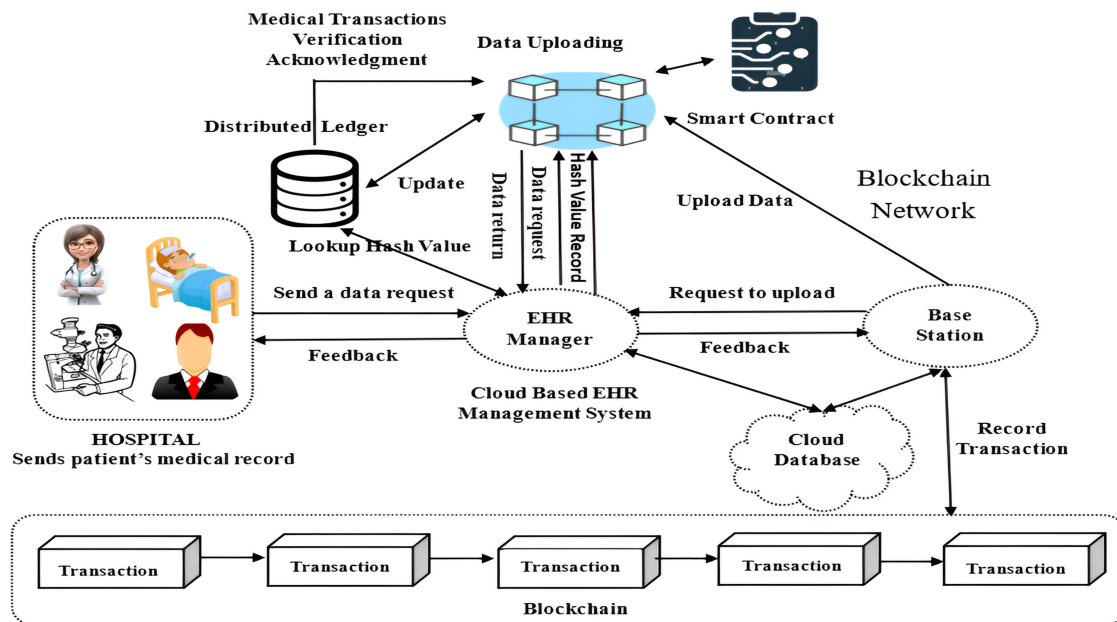 Medical Transactions
Verification
Acknowledgment
Data Uploading
Smart Contract
Distributed Ledger
Update
Data return
Data request
Hash Value Record
Upload Data
Blockchain
Network
Lookup Hash Value
Send a data request
Feedback
EHR
Manager
Request to upload
Feedback
Base
Station
Cloud Based EHR
Management System
HOSPITAL
Sends patient's medical record
Cloud
Database
Record
Transaction
Transaction
Transaction
Transaction
Transaction
Transaction
Blockchain